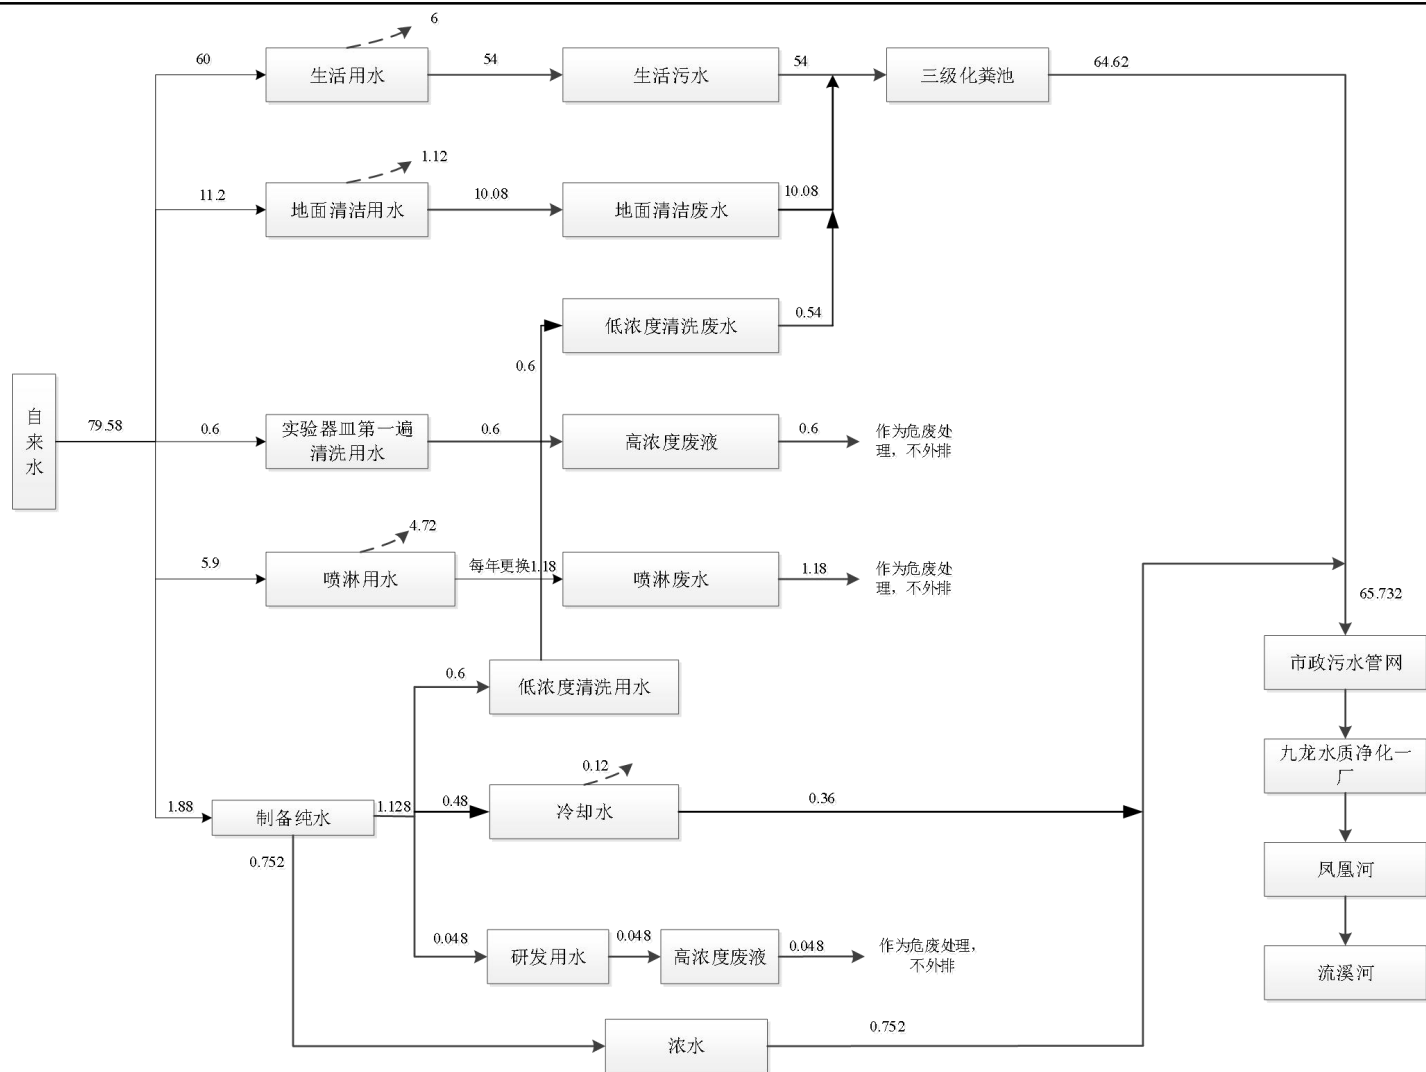 6
60
生活用水
54
生活污水
54
三级化粪池
64.62
1.12
11.2
地面清洁用水
10.08
地面清洁废水
10.08
低浓度清洗废水
0.54
0.6
自
来
水
79.58
0.6
实验器皿第一遍
清洗用水
0.6
高浓度废液
0.6
作为危废处
理，不外排
4.72
5.9
喷淋用水
每年更换1.18
喷淋废水
1.18
作为危废处
理，不外排
65.732
市政污水管网
0.6
低浓度清洗用水
九龙水质净化一
厂
0.12
1.88
制备纯水
1.128
0.48
冷却水
0.36
0.752
凤凰河
0.048
研发用水
0.048
高浓度废液
0.048
作为危废处理，
不外排
流溪河
浓水
0.752